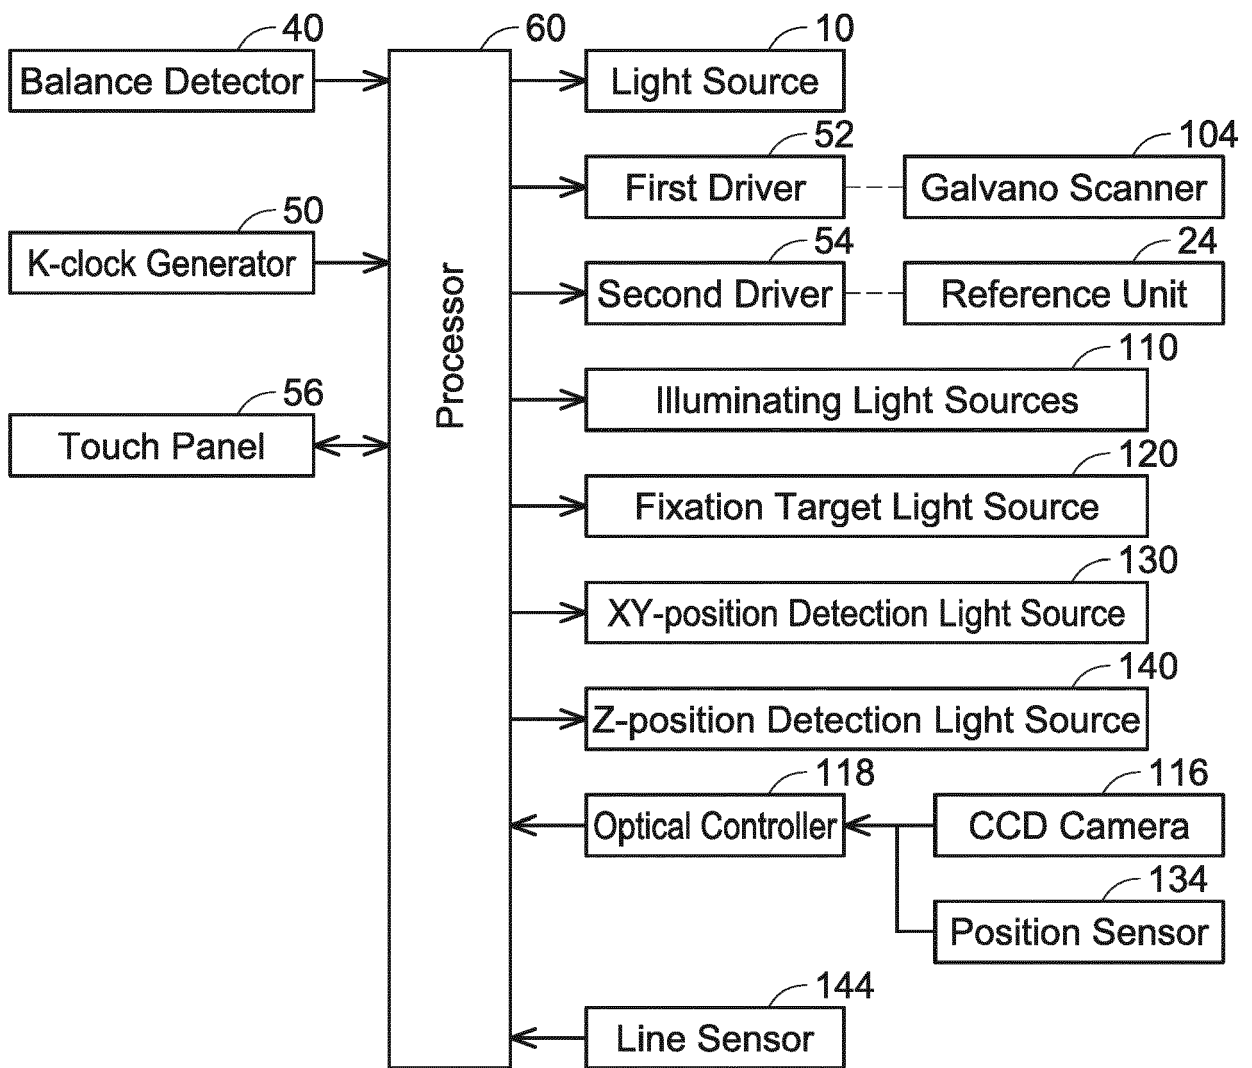 40
Balance Detector
50
K-clock Generator
56
Touch Panel
60
Processor
10
Light Source
52
First Driver
104
Galvano Scanner
54
Second Driver
24
Reference Unit
110
Illuminating Light Sources
120
Fixation Target Light Source
130
XY-position Detection Light Source
140
Z-position Detection Light Source
118
Optical Controller
116
CCD Camera
134
Position Sensor
144
Line Sensor